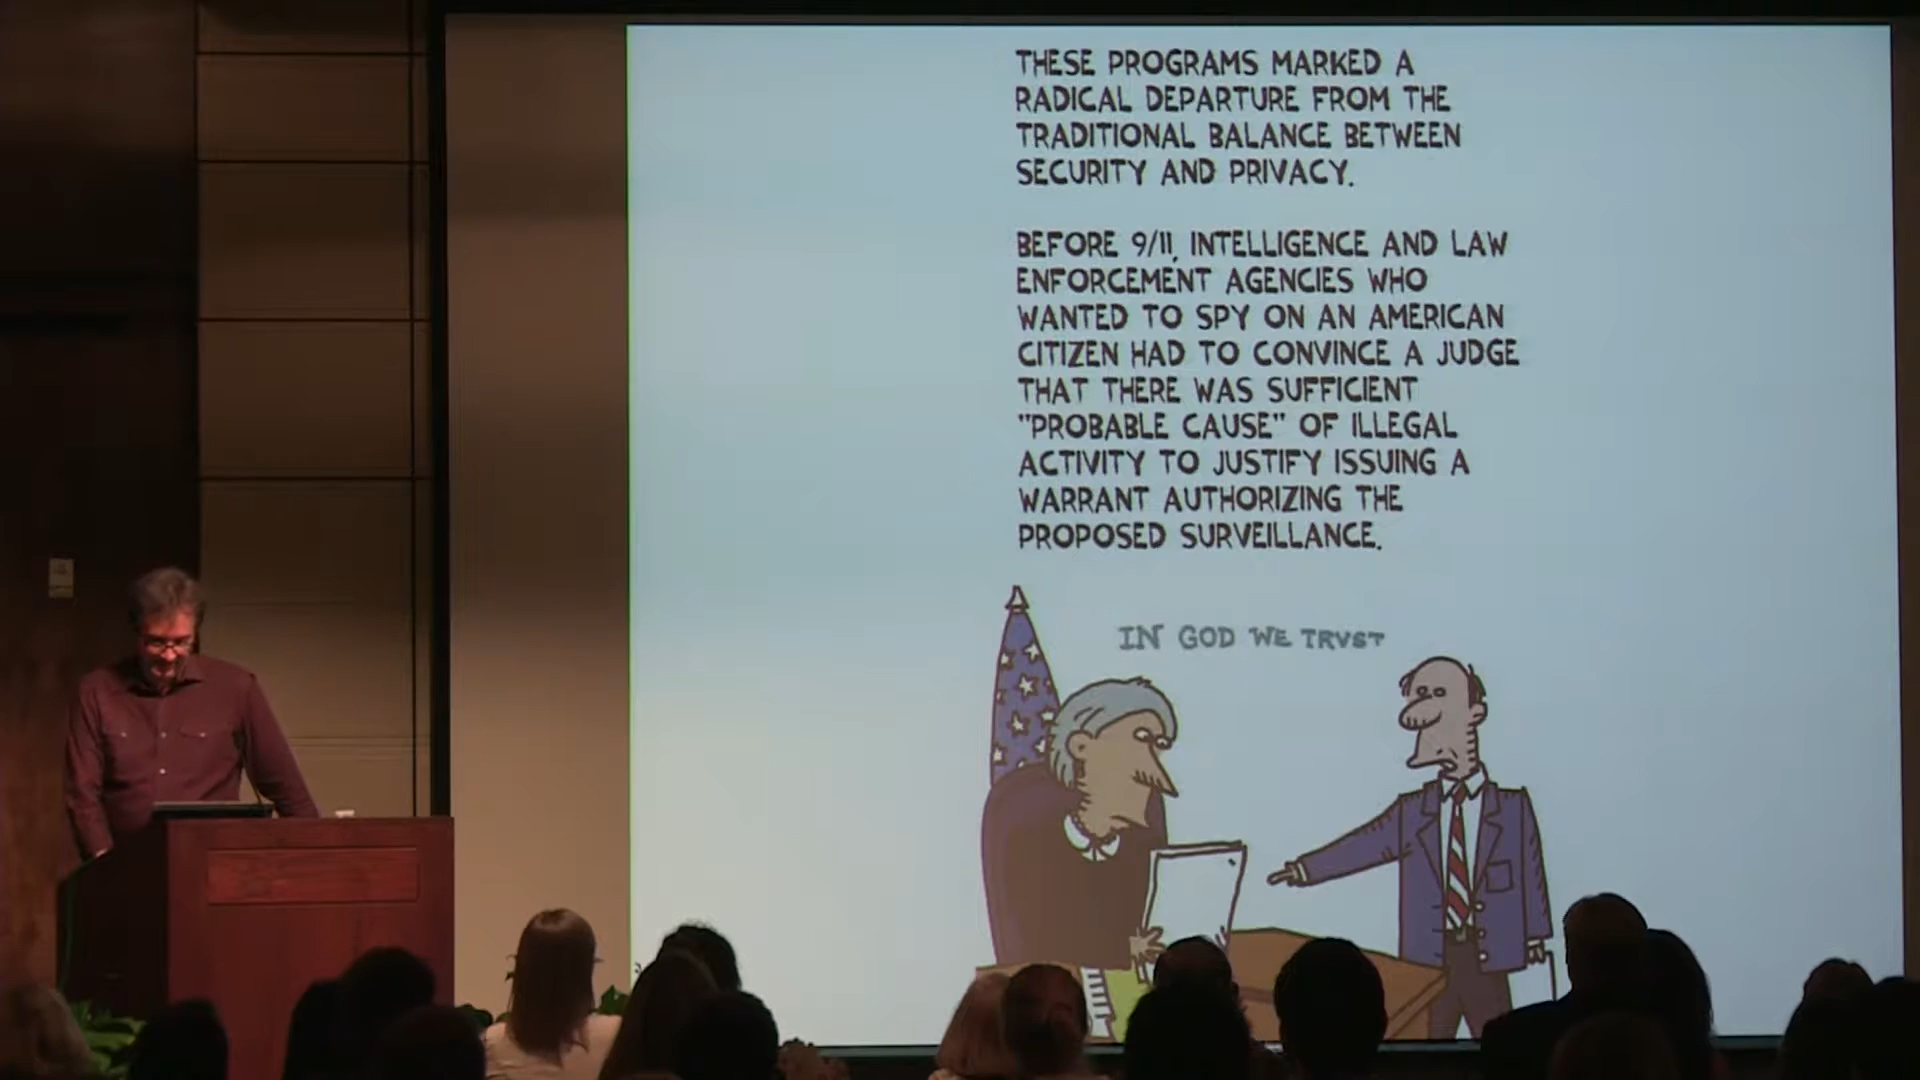 THESE PROGRAMS MARKED A
RADICAL DEPARTURE FROM THE
TRADITIONAL BALANCE BETWEEN
SECURITY AND PRIVACY.
BEFORE 9/11, INTELLIGENCE AND LAW
ENFORCEMENT AGENCIES WHO
WANTED TO SPY ON AN AMERICAN
CITIZEN HAD TO CONVINCE A JUDGE
THAT THERE WAS SUFFICIENT
"PROBABLE CAUSE" OF ILLEGAL
ACTIVITY TO JUSTIFY ISSUING A
WARRANT AUTHORIZING THE
PROPOSED SURVEILLANCE.
IN GOD WE TRVST